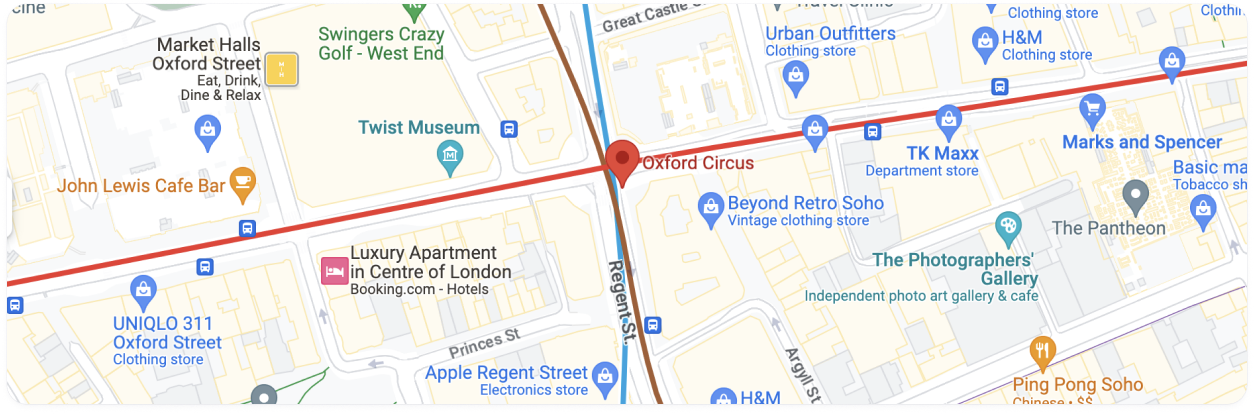 cine
Great Castle St
Travel Clinic
Clothing store
Clothin
Market Halls
Oxford Street
Eat, Drink,
Dine & Relax
Swingers Crazy
Golf - West End
Urban Outfitters
Clothing store
H&M
Clothing store
Twist Museum
Oxford Circus
TK Maxx
Department store
Marks and Spencer
Basic ma
Tobacco sh
John Lewis Cafe Bar
Beyond Retro Soho
Vintage clothing store
The Pantheon
Luxury Apartment
in Centre of London
Booking.com - Hotels
Regent St.
The Photographers'
Gallery
Independent photo art gallery & cafe
UNIQLO 311
Oxford Street
Clothing store
Princes St
Argyll St
Apple Regent Street
Electronics store
H&M
Ping Pong Soho
Chinese • $$